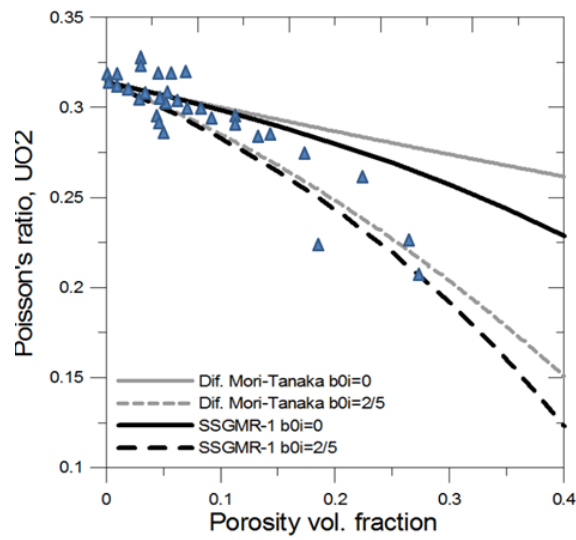 0.35
0.3
0.25
0.2
0.15
0.1
Poisson's ratio, UO2
Dif. Mori-Tanaka b0i=0
Dif. Mori-Tanaka b0i=2/5
SSGMR-1 b0i=0
SSGMR-1 b0i=2/5
0 0.1 0.2 0.3 0.4
Porosity vol. fraction